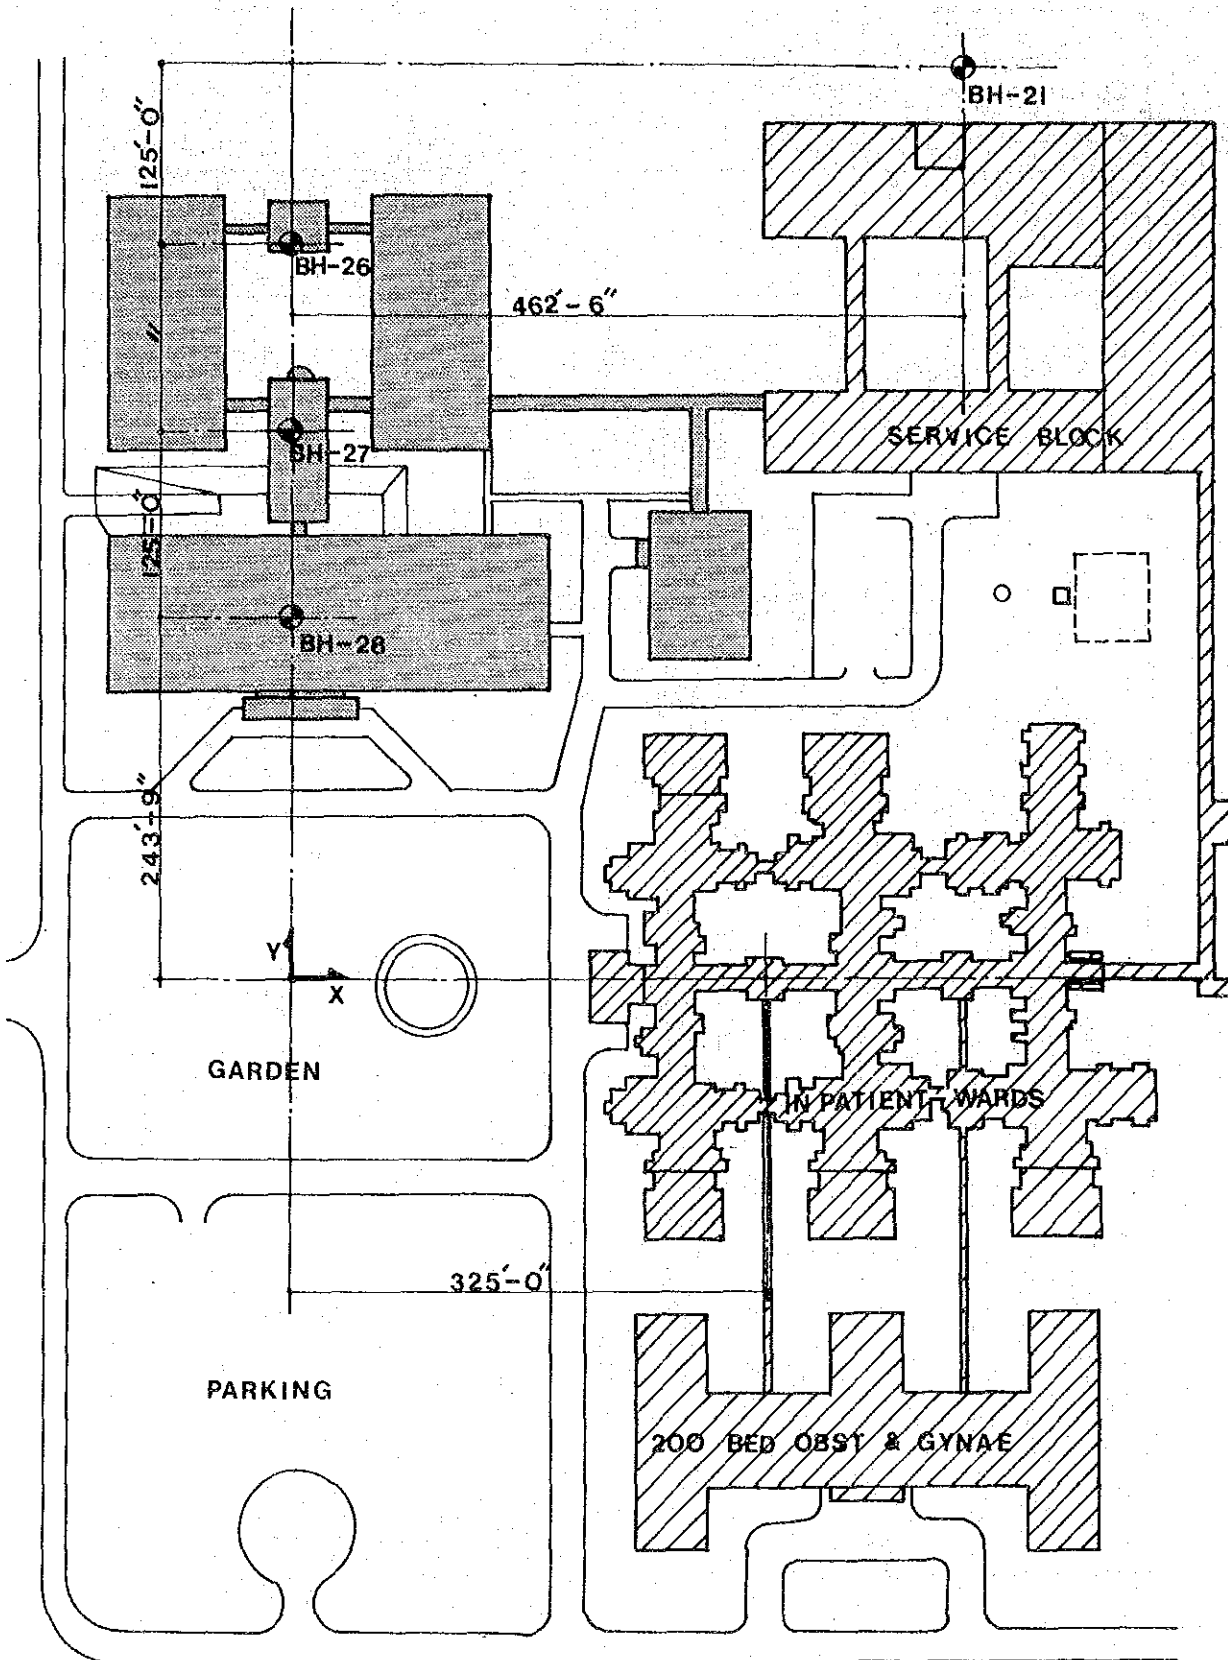 BH-21
125'-0"
BH-26
462'-6"
"
SERVICE BLOCK
BH-27
125'-0"
BH-28
243'-9"
Y
X
GARDEN
IN PATIENT WARDS
325'-0"
PARKING
200 BED OBST & GYNAE